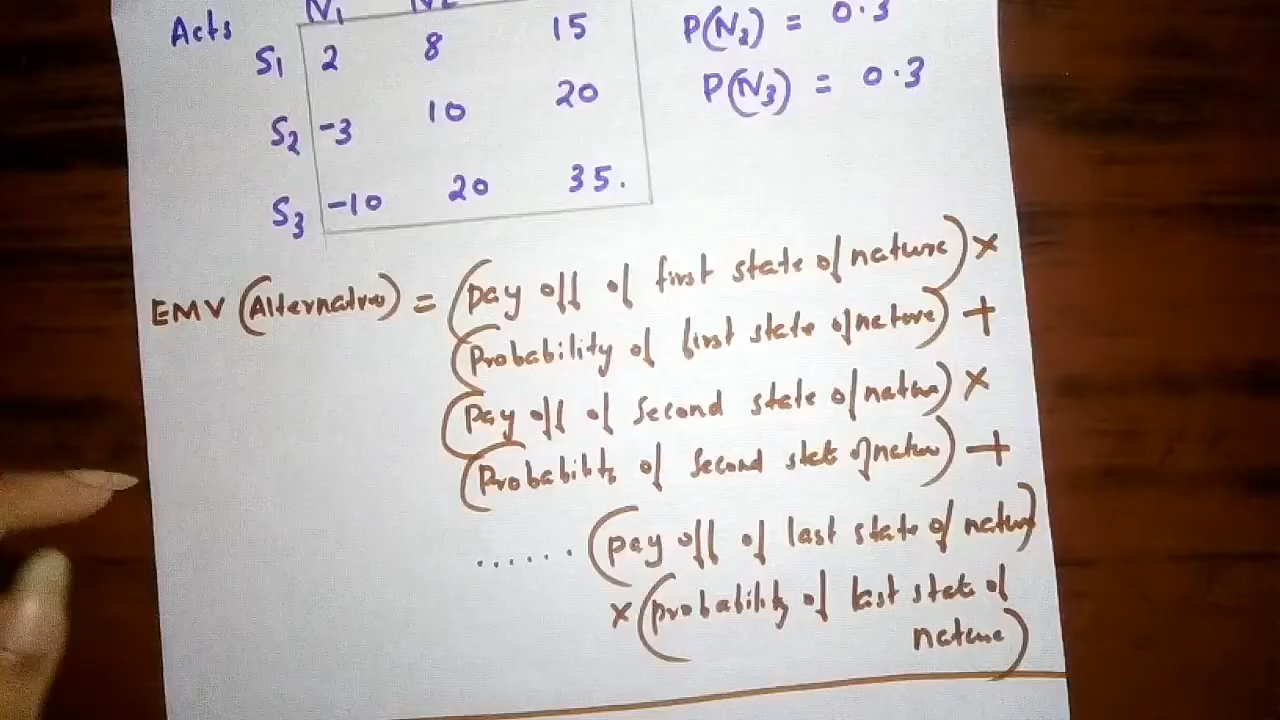 N1 N2
Acts
S1 2 8 15 P(N2) = 0.3
S2 -3 10 20 P(N3) = 0.3
S3 -10 20 35.
EMV (Alternatives) = (pay off of first state of nature) ×
(Probability of first state of nature) +
(Pay off of second state of nature) ×
(Probability of second state of nature) +
...... (pay off of last state of nature)
× (probability of last state of
nature)